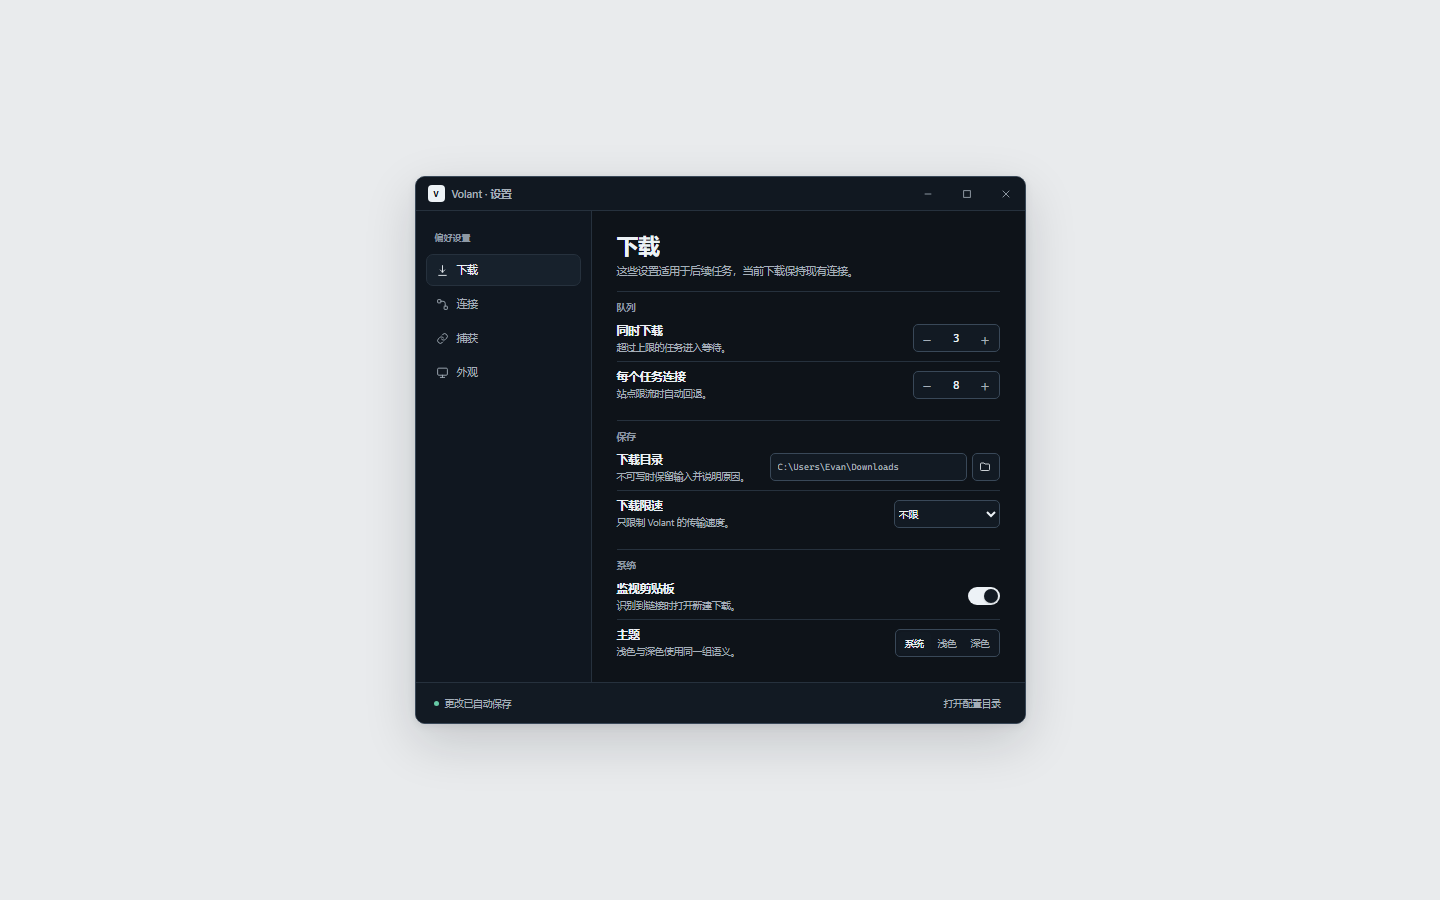 V Volant · 设置
偏好设置
下载
连接
捕获
外观
下载
这些设置适用于后续任务，当前下载保持现有连接。
队列
同时下载
超过上限的任务进入等待。
− 3 +
每个任务连接
站点限流时自动回退。
− 8 +
保存
下载目录
不可写时保留输入并说明原因。
C:\Users\Evan\Downloads
下载限速
只限制 Volant 的传输速度。
不限
系统
监视剪贴板
识别到链接时打开新建下载。
主题
浅色与深色使用同一组语义。
系统 浅色 深色
更改已自动保存
打开配置目录